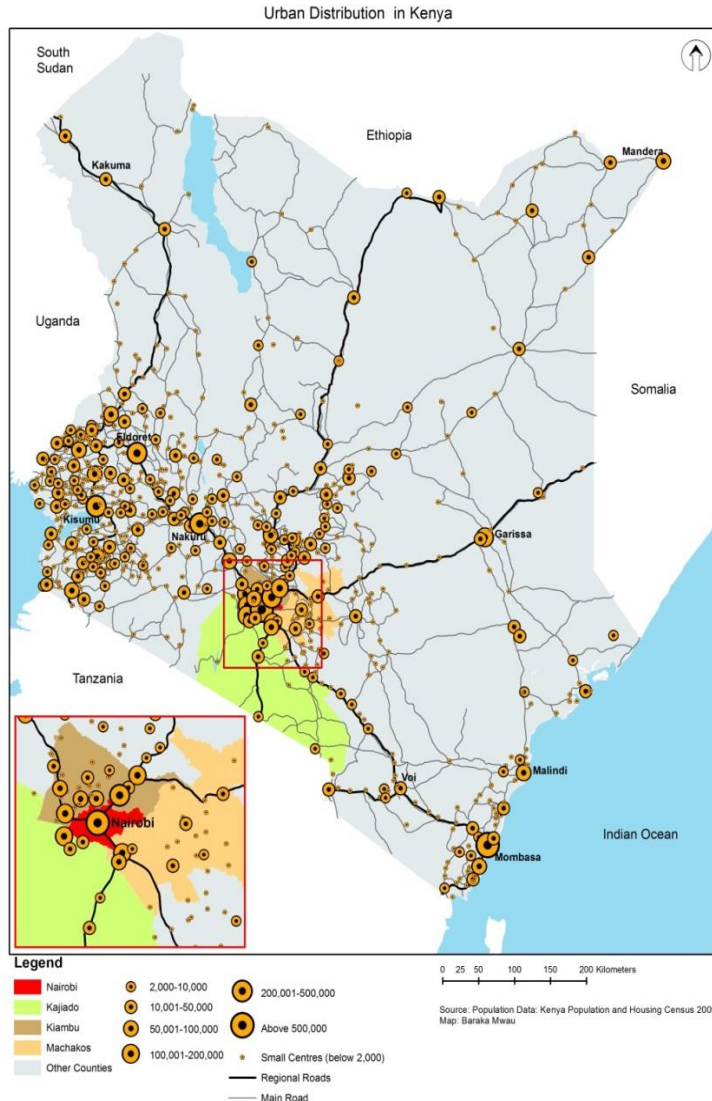 Urban Distribution in Kenya
South
Sudan
Ethiopia
Mandera
Kakuma
Uganda
Somalia
Eldoret
Kisumu
Nakuru
Garissa
Tanzania
Voi
Malindi
Nairobi
Indian Ocean
Mombasa
Legend
Nairobi
Kajiado
Kiambu
Machakos
Other Counties
2,000-10,000
10,001-50,000
50,001-100,000
100,001-200,000
200,001-500,000
Above 500,000
Small Centres (below 2,000)
Regional Roads
Main Road
0 25 50 100 150 200 Kilometers
Source: Population Data: Kenya Population and Housing Census 200
Map: Baraka Mwau